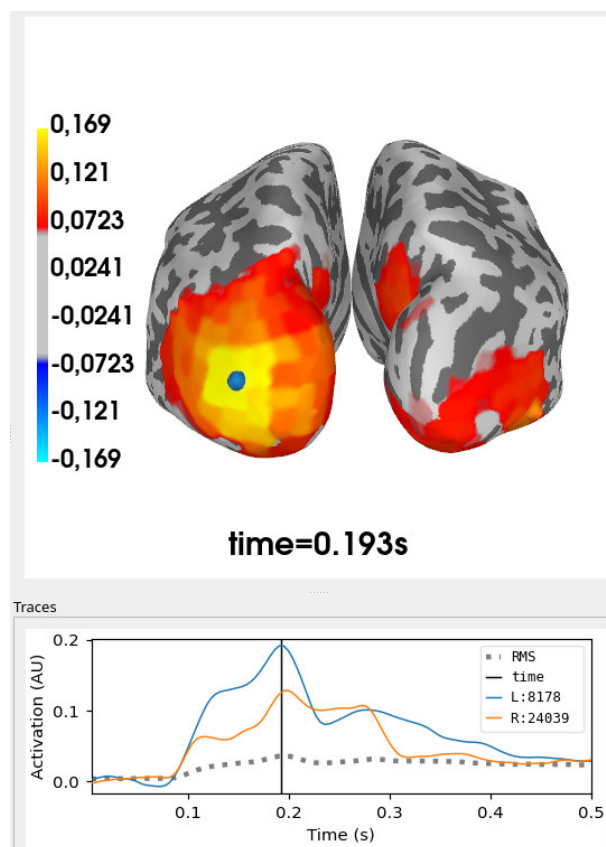 0,169
0,121
0,0723
0,0241
-0,0241
-0,0723
-0,121
-0,169
time=0.193s
Traces
0.2
0.1
0.0
Activation (AU)
RMS
time
L:8178
R:24039
0.1 0.2 0.3 0.4 0.5
Time (s)